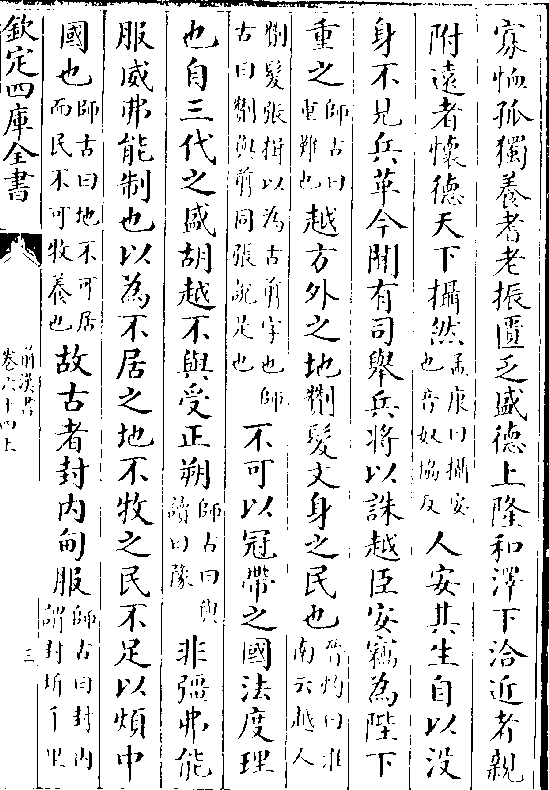 寡恤孤獨養耆老振匱乏盛德上隆和澤下洽近者親
附遠者懷德天下攝然孟康曰攝安也音奴協反人安其生自以没
身不見兵革今聞有司舉兵將以誅越臣安竊為陛下
重之師古曰重難也越方外之地劗髮文身之民也晉灼曰淮南云越人
劗髮張揖以為古翦字也師古曰劗與翦同張説是也不可以冠帶之國法度理
也自三代之盛胡越不與受正朔師古曰與讀曰豫非彊弗能
服威弗能制也以為不居之地不牧之民不足以煩中
國也師古曰地不可居而民不可牧養也故古者封内甸服師古曰封内謂封圻千里
欽定四庫全書
前漢書
卷六十四上
三